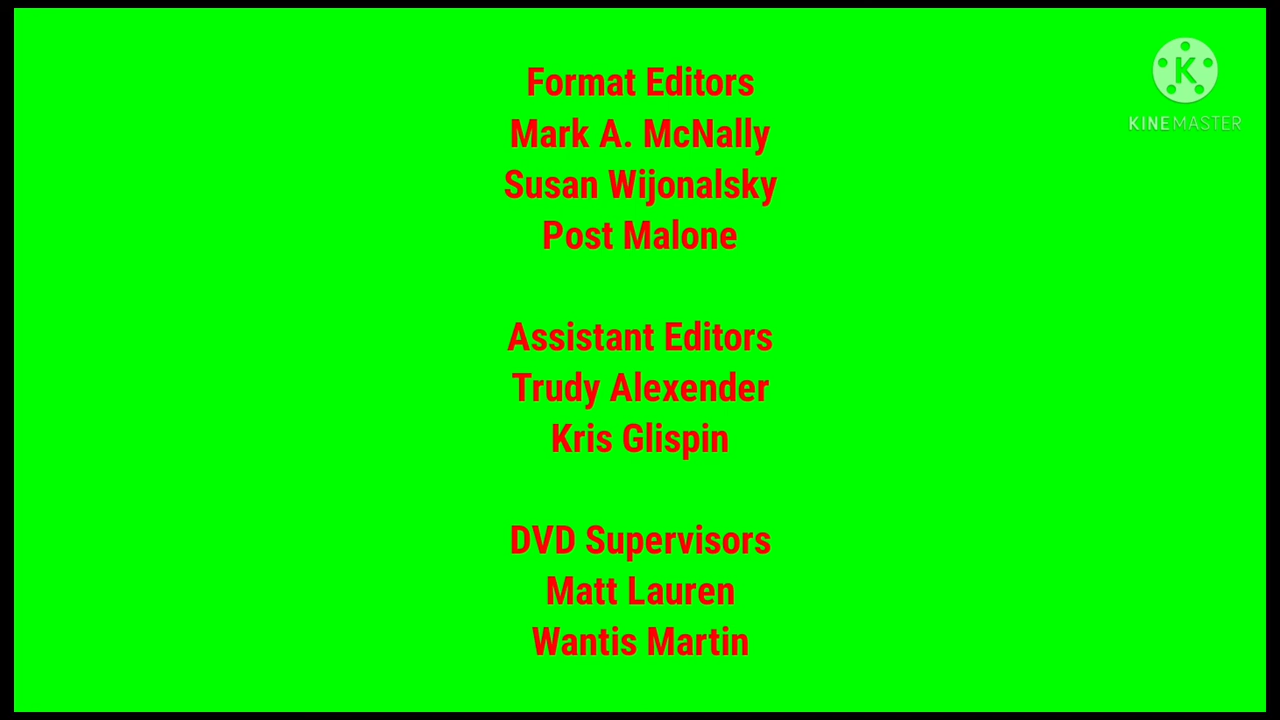 Format Editors
Mark A. McNally
Susan Wijonalsky
Post Malone
Assistant Editors
Trudy Alexender
Kris Glispin
DVD Supervisors
Matt Lauren
Wantis Martin
K
KINEMASTER